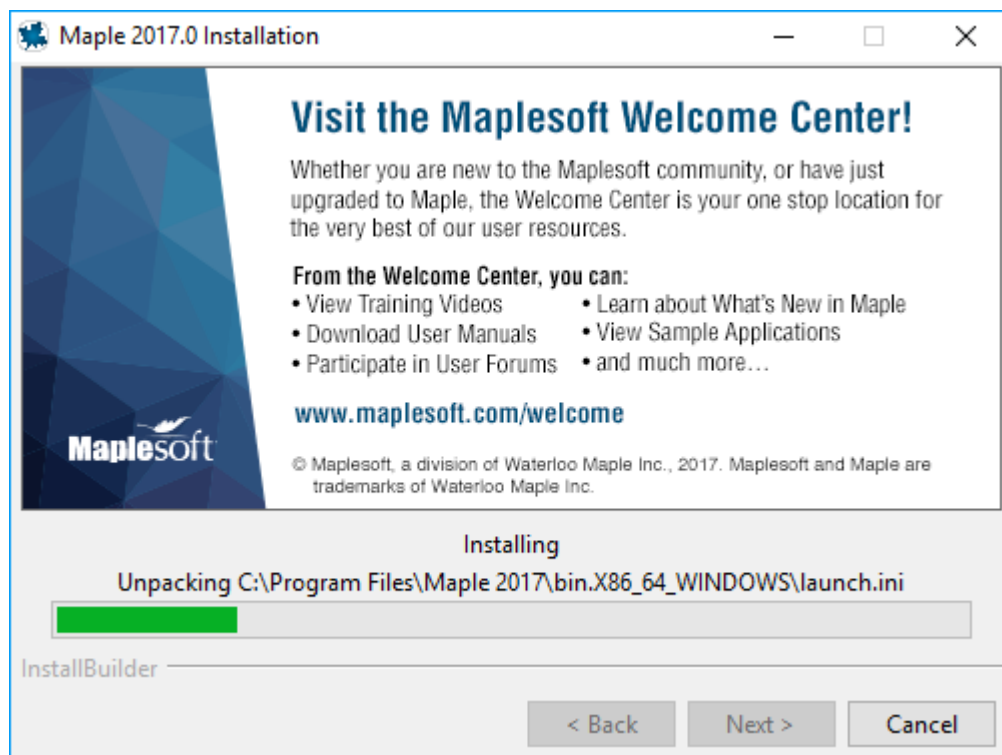 Maple 2017.0 Installation
Visit the Maplesoft Welcome Center!
Whether you are new to the Maplesoft community, or have just
upgraded to Maple, the Welcome Center is your one stop location for
the very best of our user resources.
From the Welcome Center, you can:
• View Training Videos
• Download User Manuals
• Participate in User Forums
• Learn about What's New in Maple
• View Sample Applications
• and much more...
www.maplesoft.com/welcome
Maplesoft
© Maplesoft, a division of Waterloo Maple Inc., 2017. Maplesoft and Maple are
trademarks of Waterloo Maple Inc.
Installing
Unpacking C:\Program Files\Maple 2017\bin.X86_64_WINDOWS\launch.ini
InstallBuilder
< Back
Next >
Cancel